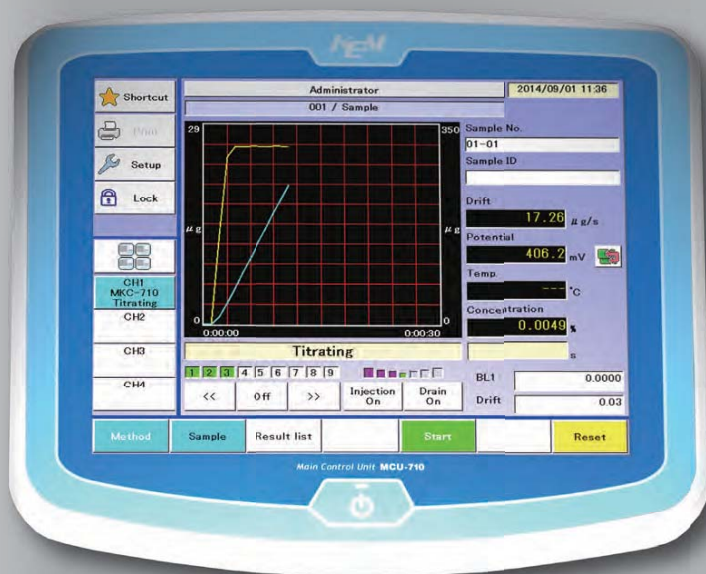 KEM
Shortcut
Administrator
2014/09/01 11:36
001 / Sample
Print
Setup
Lock
29
350
μg
μg
0
0
0:00:00
0:00:30
Sample No.
01-01
Sample ID
Drift
17.26 μg/s
Potential
406.2 mV
Temp.
--- °C
Concentration
0.0049 %
s
CH1
MKC-710
Titrating
CH2
CH3
CH4
Titrating
1 2 3 4 5 6 7 8 9
<< Off >> Injection On Drain On
BL1 0.0000
Drift 0.03
Method Sample Result list Start Reset
Main Control Unit MCU-710